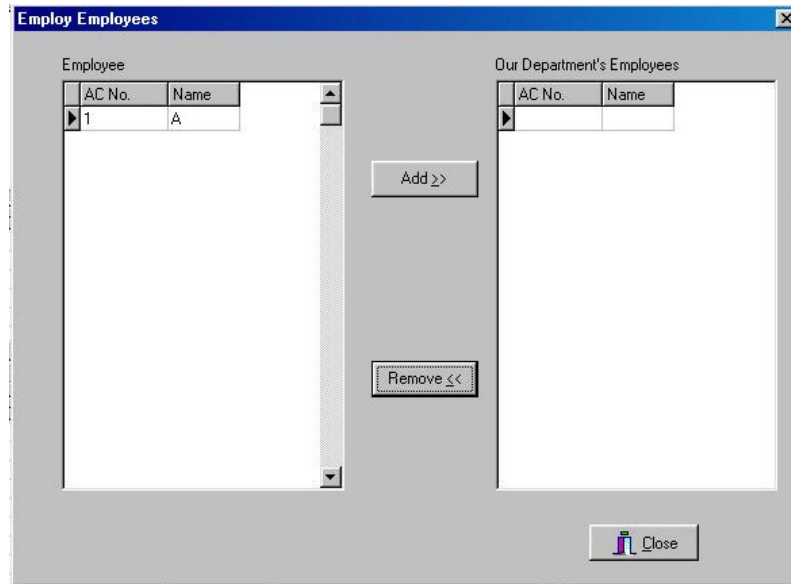 Employ Employees
Employee
Our Department's Employees
AC No. Name
AC No. Name
1 A
Add >>
Remove <<
Close